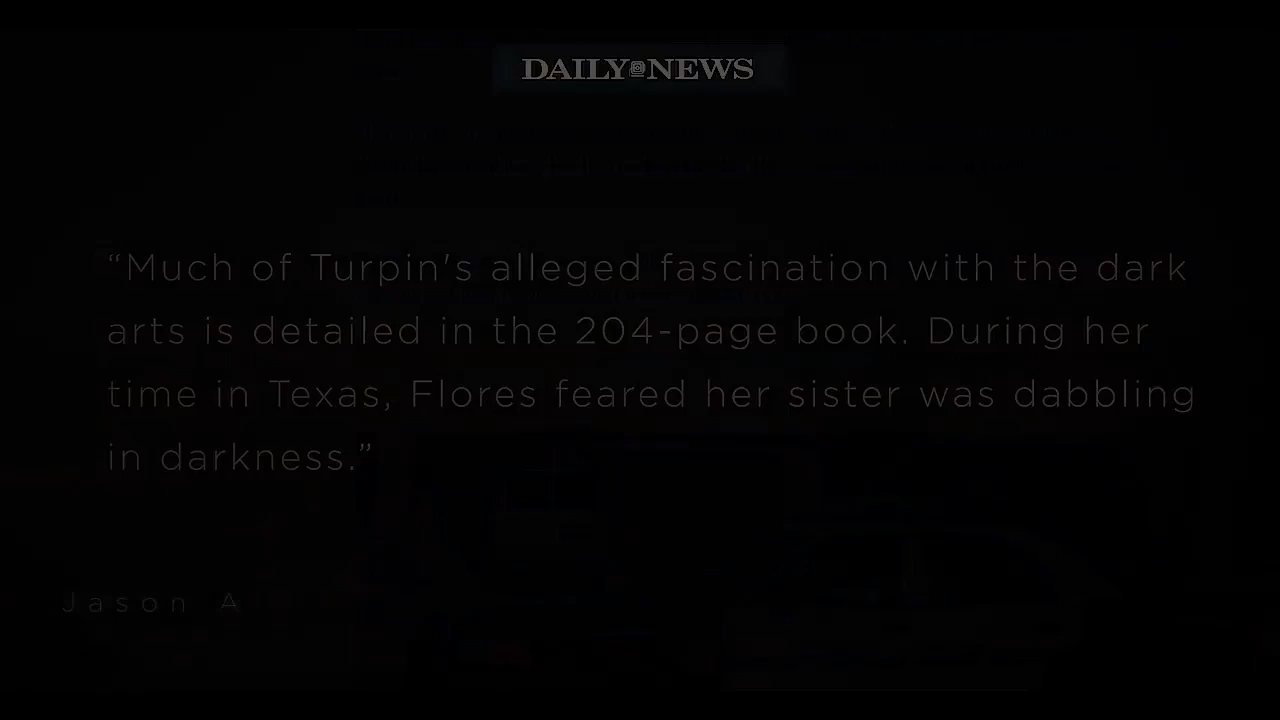 DAILY NEWS
“Much of Turpin's alleged fascination with the dark
arts is detailed in the 204-page book. During her
time in Texas, Flores feared her sister was dabbling
in darkness.”
Jason A